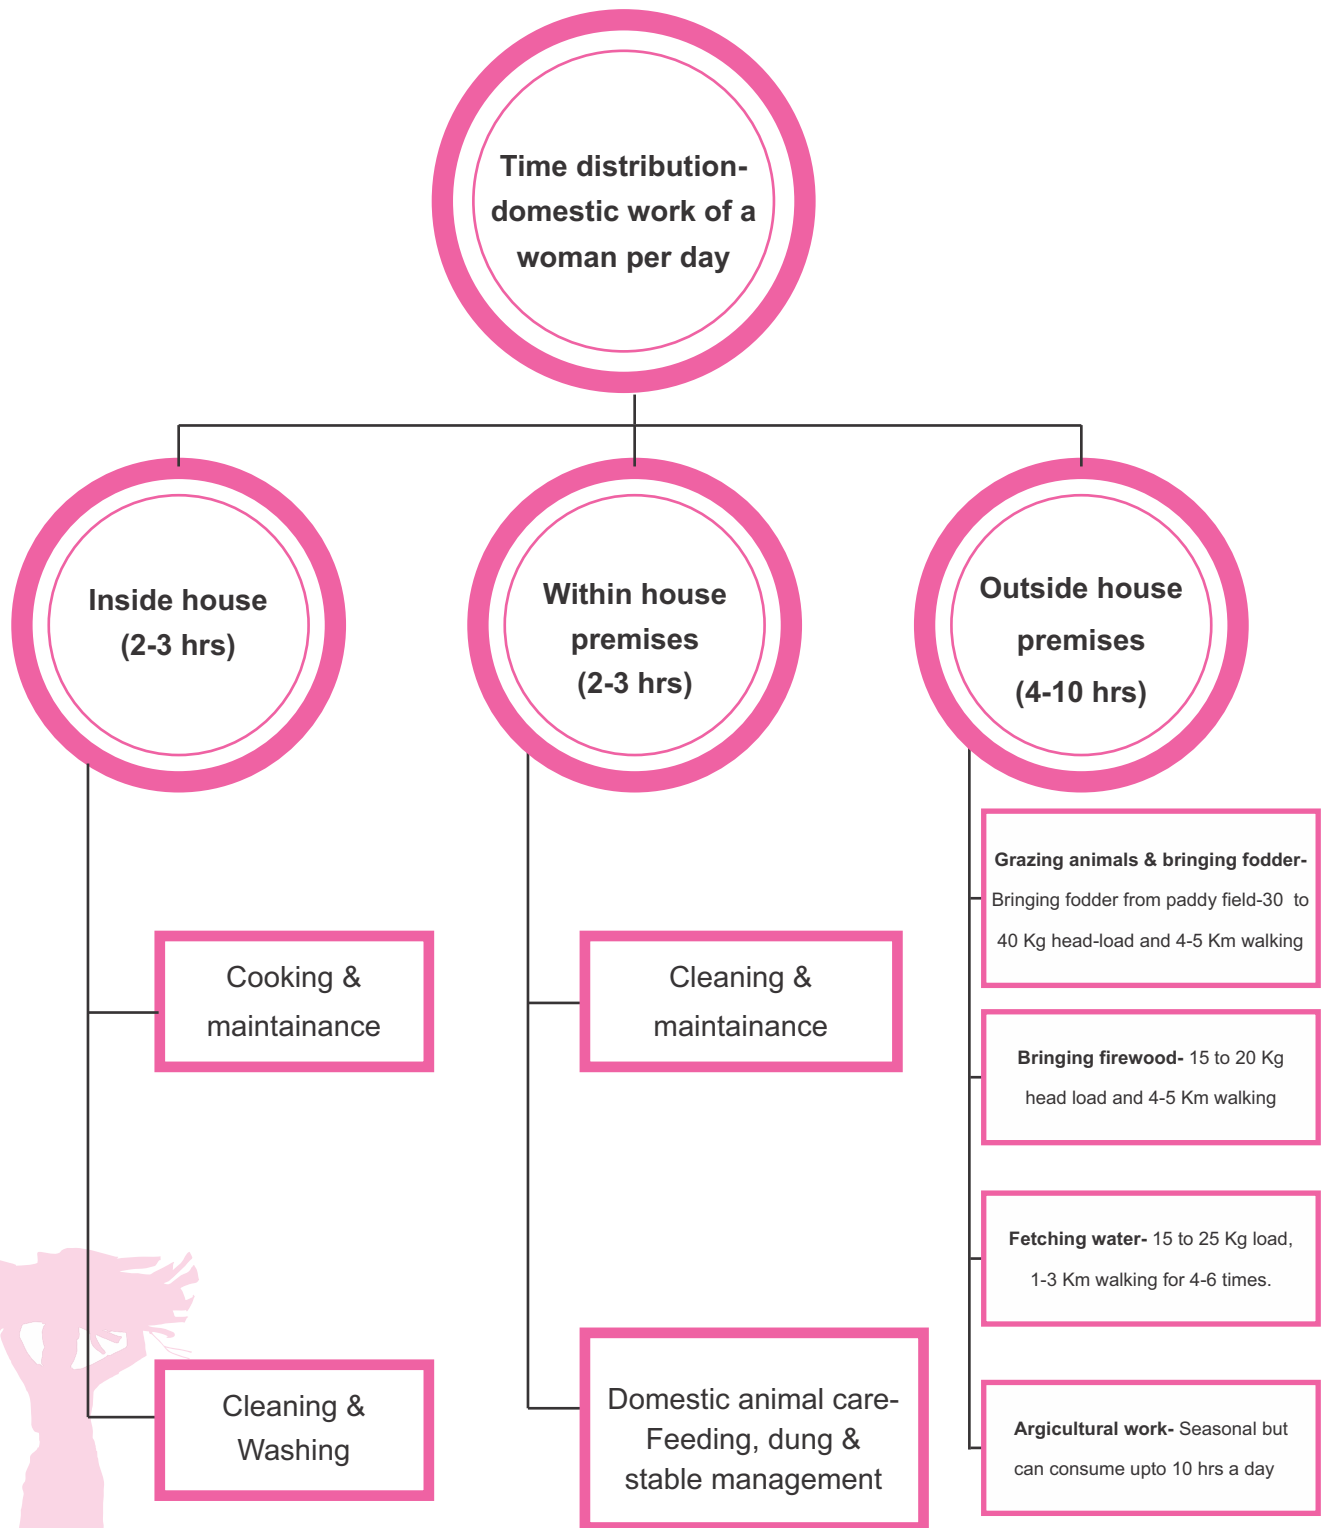 Time distribution-
domestic work of a
woman per day
Inside house
(2-3 hrs)
Within house
premises
(2-3 hrs)
Outside house
premises
(4-10 hrs)
Cooking &
maintainance
Cleaning &
Washing
Cleaning &
maintainance
Domestic animal care-
Feeding, dung &
stable management
Grazing animals & bringing fodder-
Bringing fodder from paddy field-30 to
40 Kg head-load and 4-5 Km walking
Bringing firewood- 15 to 20 Kg
head load and 4-5 Km walking
Fetching water- 15 to 25 Kg load,
1-3 Km walking for 4-6 times.
Argicultural work- Seasonal but
can consume upto 10 hrs a day